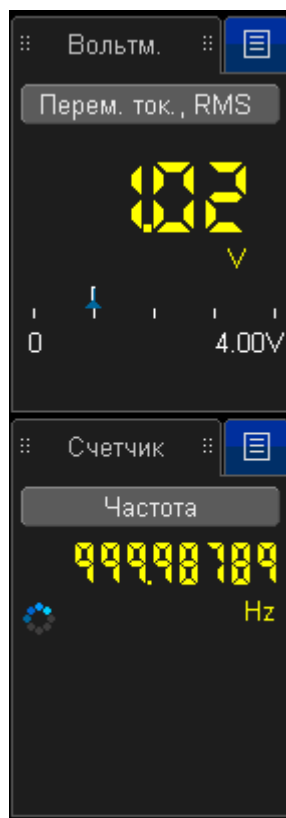 Вольтм.
Перем. ток., RMS
1.02
V
0 4.00V
Счетчик
Частота
999.98789
Hz